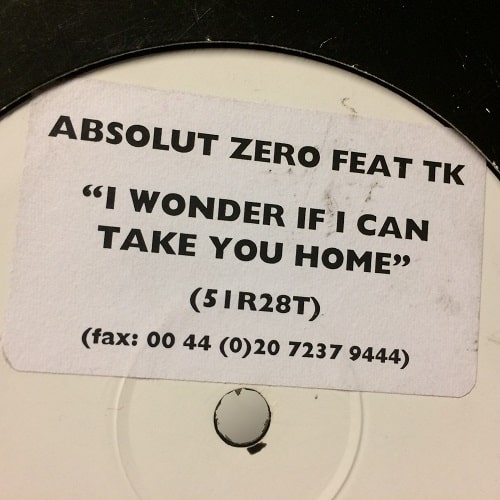 ABSOLUT ZERO FEAT TK
“I WONDER IF I CAN
TAKE YOU HOME”
(51R28T)
(fax: 00 44 (0)20 7237 9444)